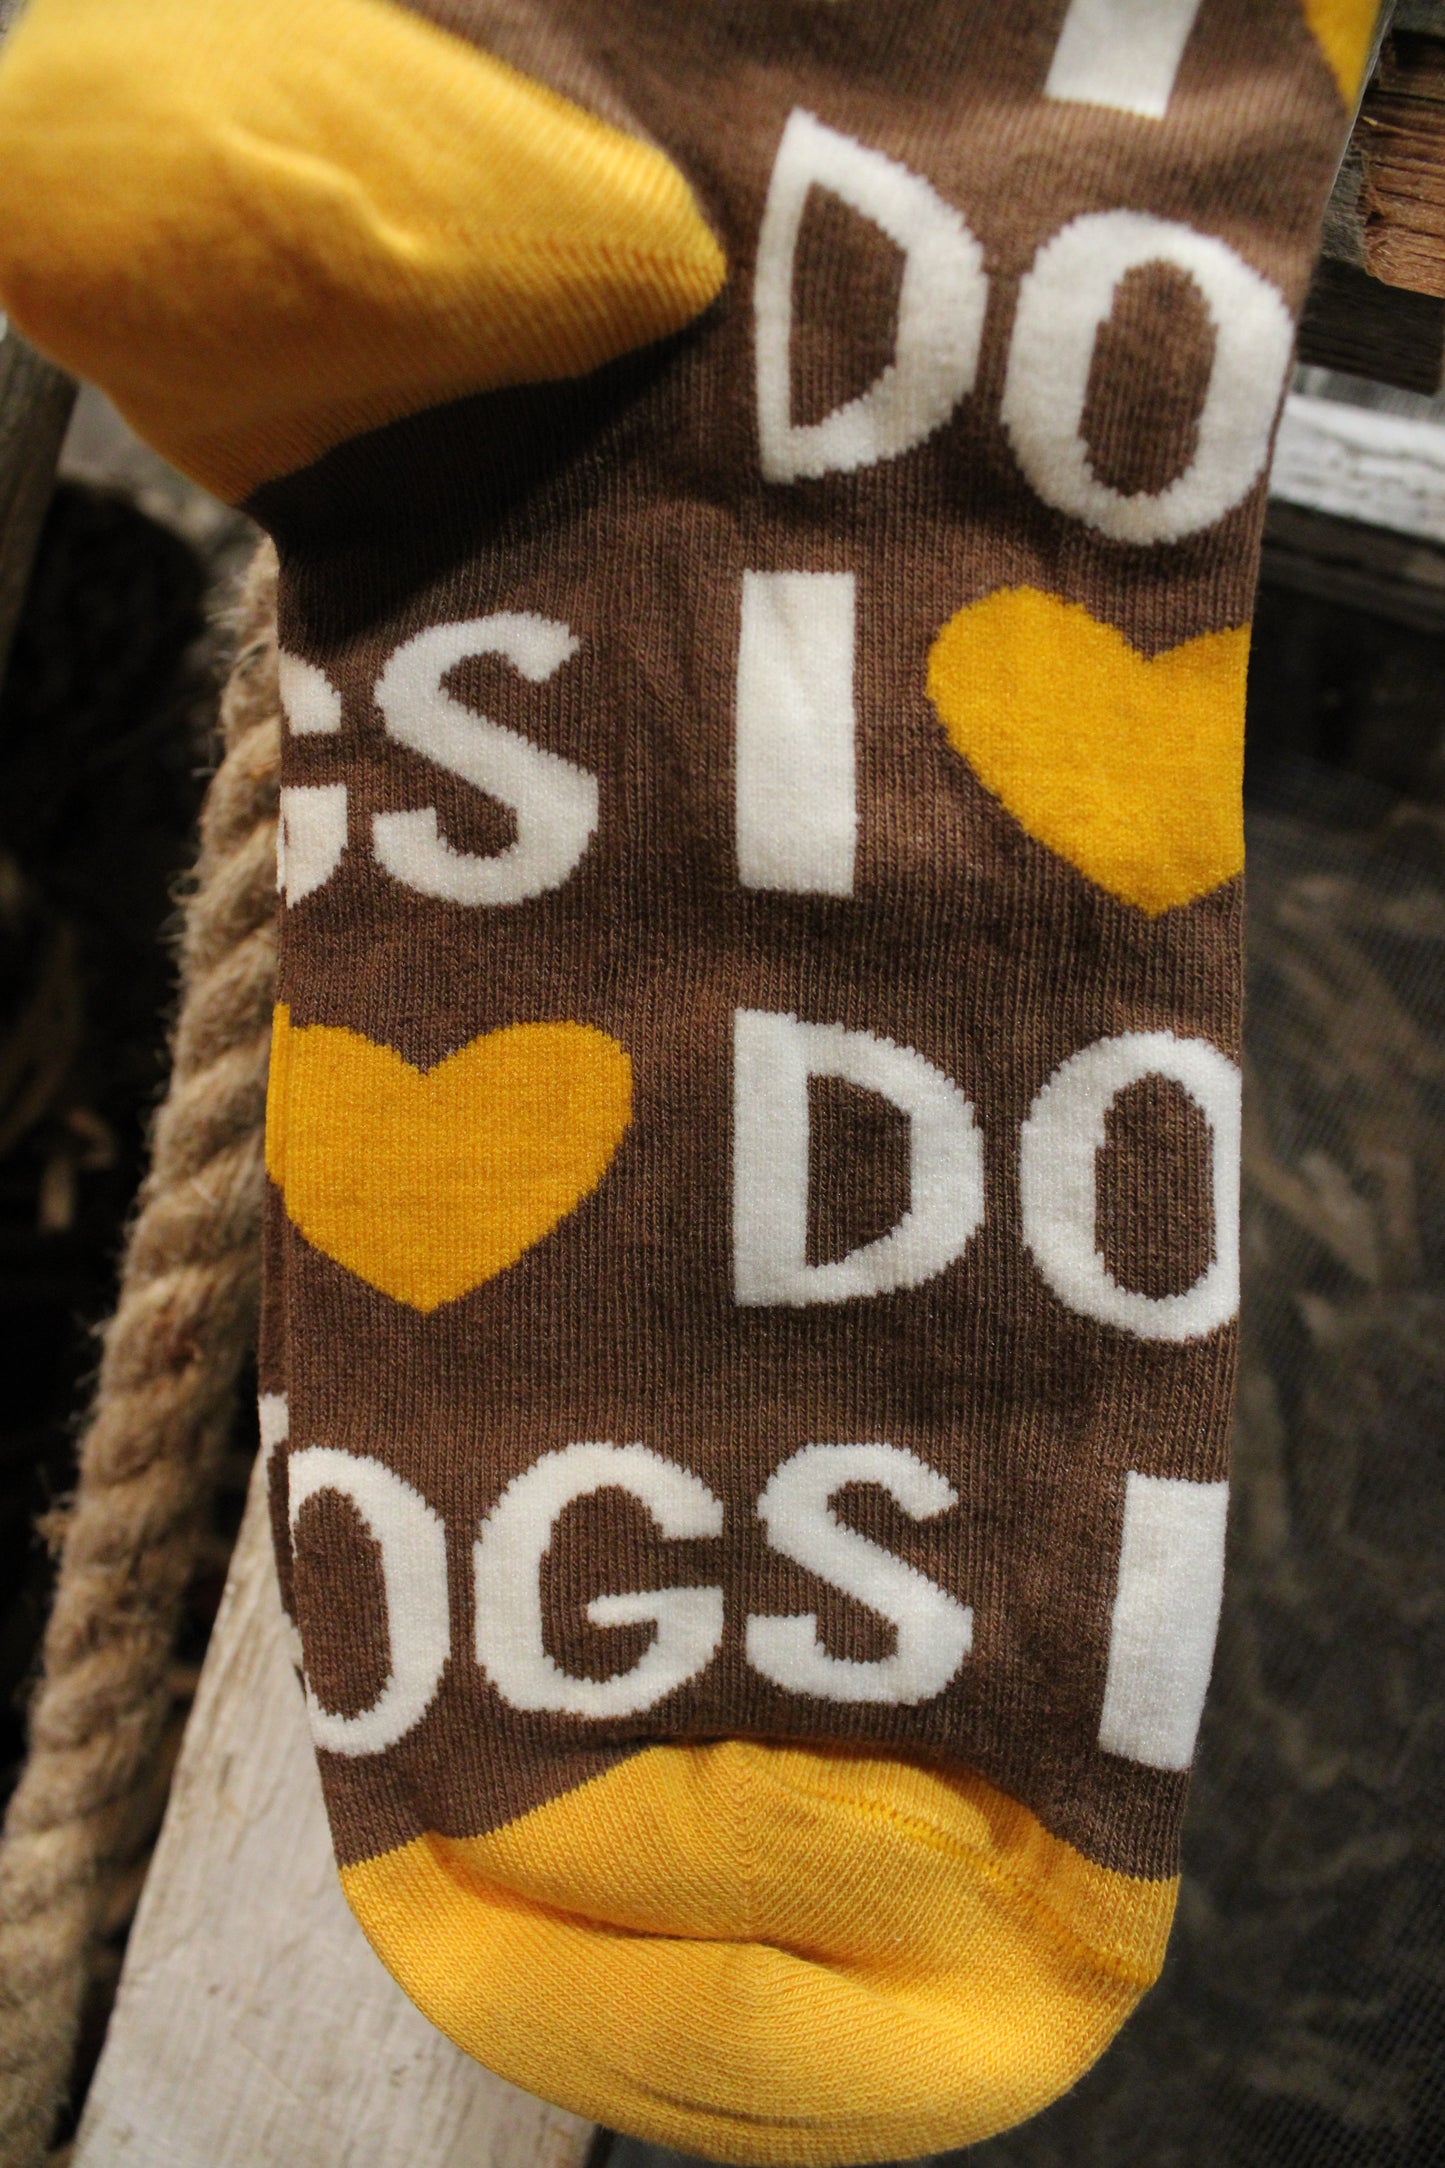 I
DO
GS I ♥
♥ DO
OGS I